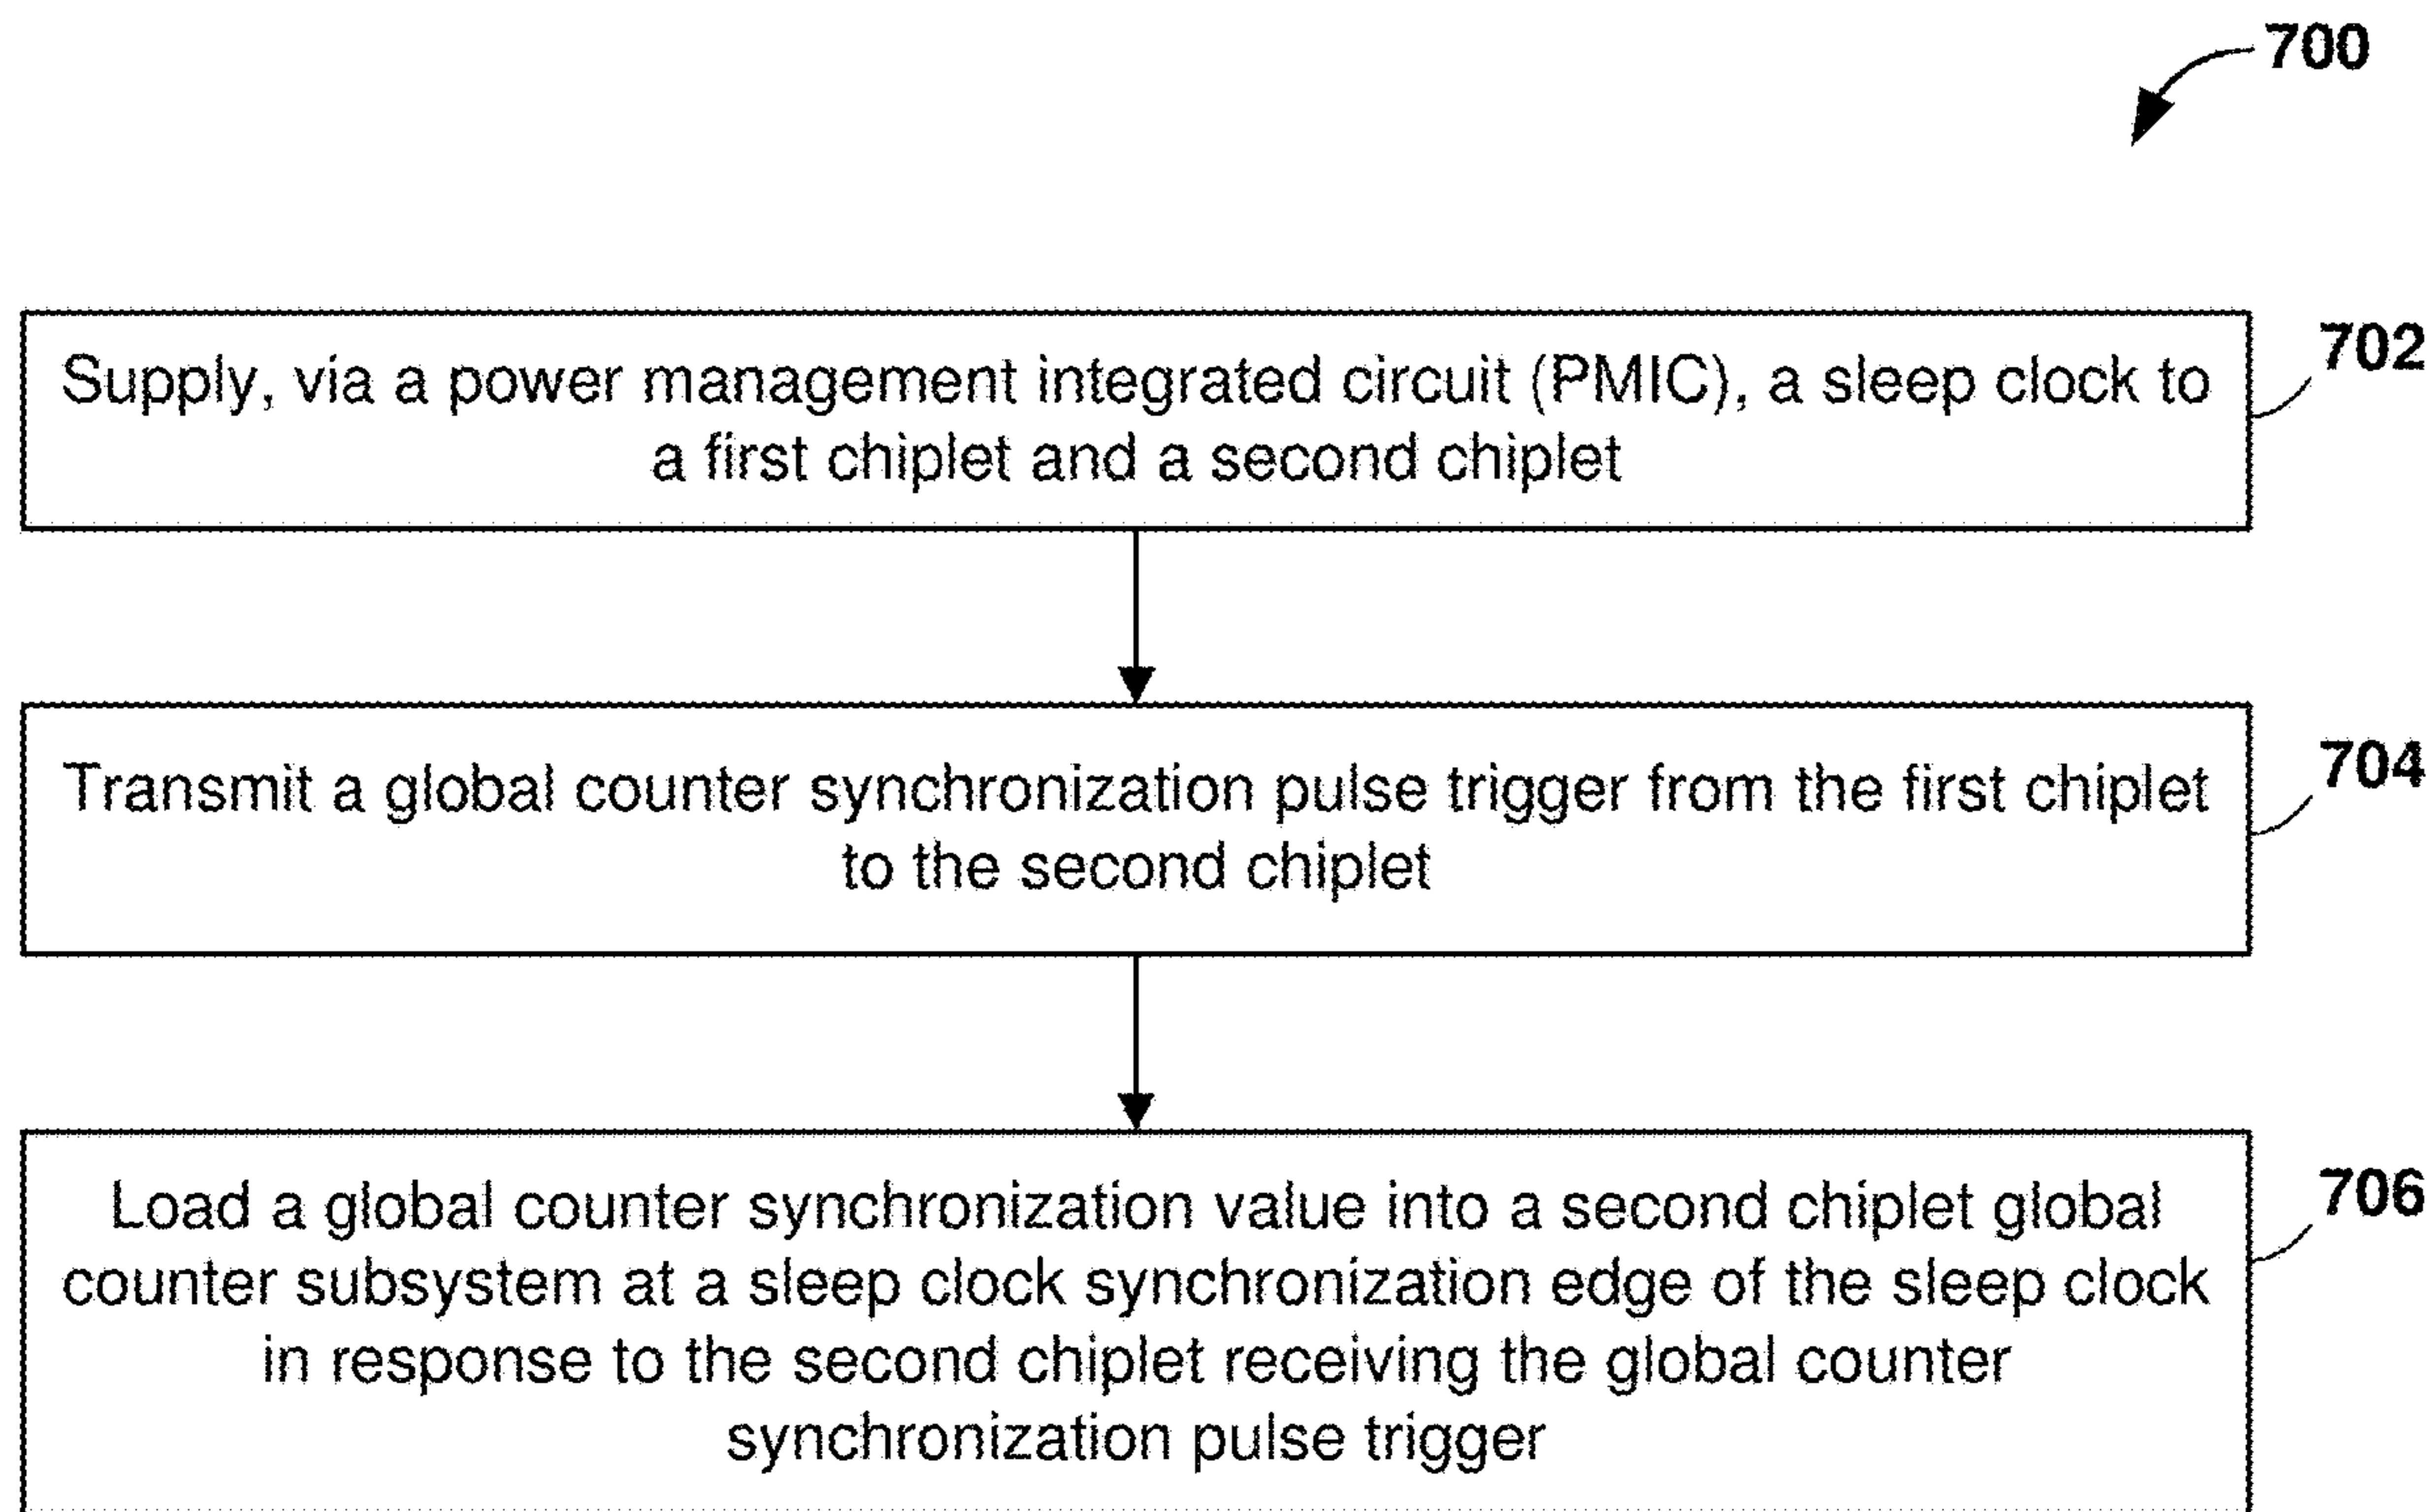 700
Supply, via a power management integrated circuit (PMIC), a sleep clock to
a first chiplet and a second chiplet
702
Transmit a global counter synchronization pulse trigger from the first chiplet
to the second chiplet
704
Load a global counter synchronization value into a second chiplet global
counter subsystem at a sleep clock synchronization edge of the sleep clock
in response to the second chiplet receiving the global counter
synchronization pulse trigger
706